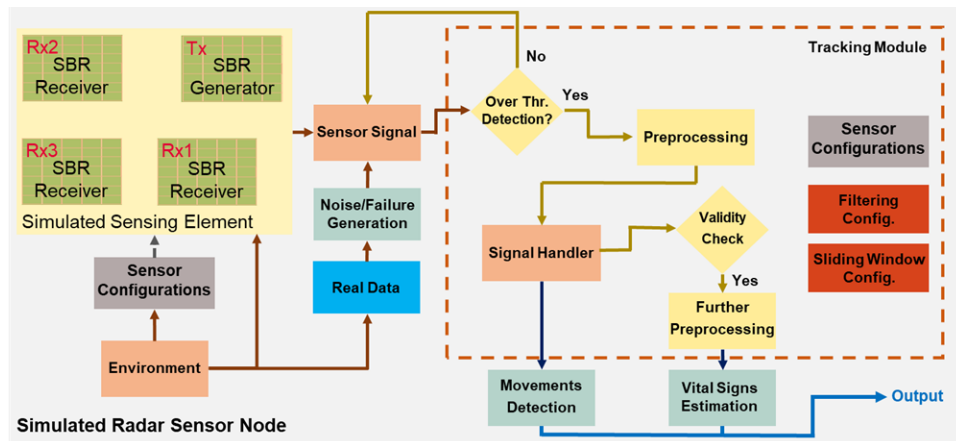 Rx2
SBR
Receiver
Tx
SBR
Generator
Rx3
SBR
Receiver
Rx1
SBR
Receiver
Simulated Sensing Element
Sensor
Configurations
Environment
Sensor Signal
Noise/Failure
Generation
Real Data
No
Over Thr.
Detection?
Yes
Tracking Module
Preprocessing
Sensor
Configurations
Signal Handler
Validity
Check
Filtering
Config.
Sliding Window
Config.
Yes
Further
Preprocessing
Movements
Detection
Vital Signs
Estimation
Output
Simulated Radar Sensor Node